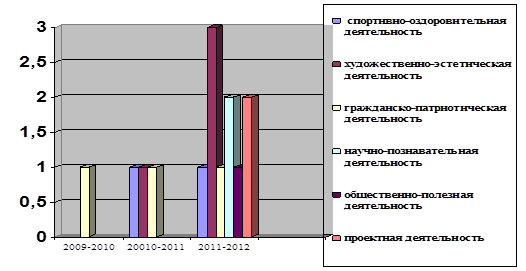 3
2,5
2
1,5
1
0,5
0
2009-2010 20010-2011 2011-2012
спортивно-оздоровительная
деятельность
художественно-эстетическая
деятельность
гражданско-патриотическая
деятельность
научно-познавательная
деятельность
общественно-полезная
деятельность
проектная деятельность